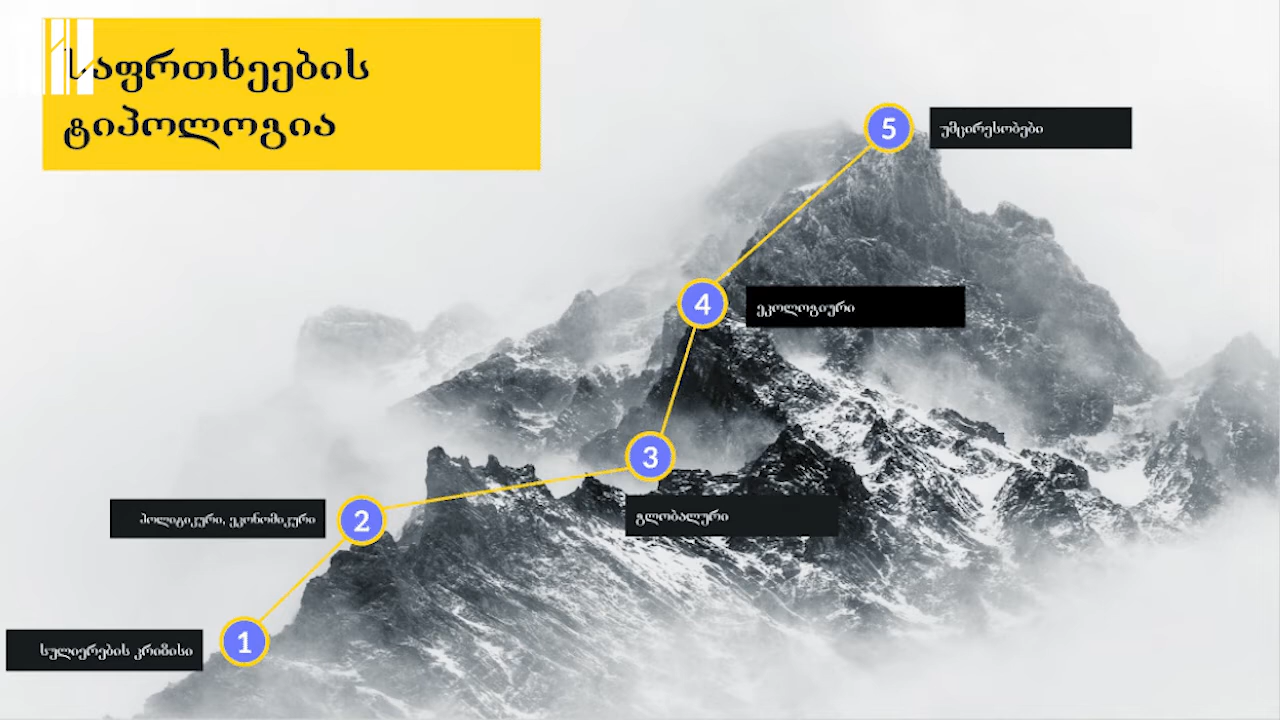 საფრთხეების
ტიპოლოგია
5
უმცირესობები
4
ეკოლოგიური
3
გლობალური
2
პოლიტიკური, ეკონომიკური
1
სულიერების კრიზისი